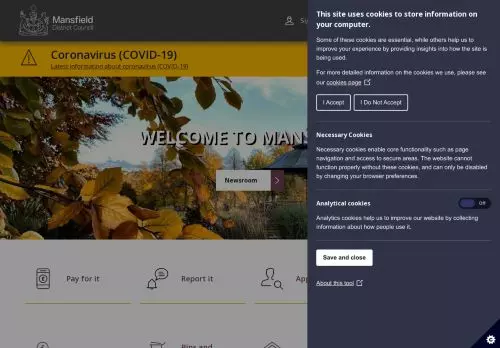 Mansfield
District Council
Coronavirus (COVID-19)
Latest information about coronavirus (COVID-19)
WELCOME TO MAN
Newsroom
Pay for it
Report it
This site uses cookies to store information on
your computer.
Some of these cookies are essential, while others help us to
improve your experience by providing insights into how the site is
being used.
For more detailed information on the cookies we use, please see
our cookies page
I Accept
I Do Not Accept
Necessary Cookies
Necessary cookies enable core functionality such as page
navigation and access to secure areas. The website cannot
function properly without these cookies, and can only be disabled
by changing your browser preferences.
Analytical cookies
Off
Analytics cookies help us to improve our website by collecting
information about how people use it.
Save and close
About this tool